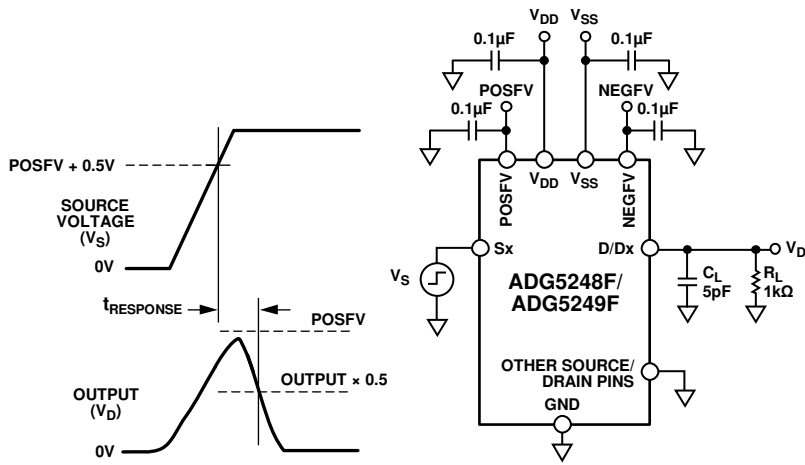 POSFV + 0.5V
SOURCE
VOLTAGE
(VS)
0V
tRESPONSE
POSFV
OUTPUT × 0.5
OUTPUT
(VD)
0V
VDD
VSS
0.1µF
0.1µF
POSFV
NEGFV
0.1µF
0.1µF
POSFV
VDD
VSS
NEGFV
Sx
D/Dx
VD
VS
ADG5248F/
ADG5249F
CL
5pF
RL
1kΩ
OTHER SOURCE/
DRAIN PINS
GND